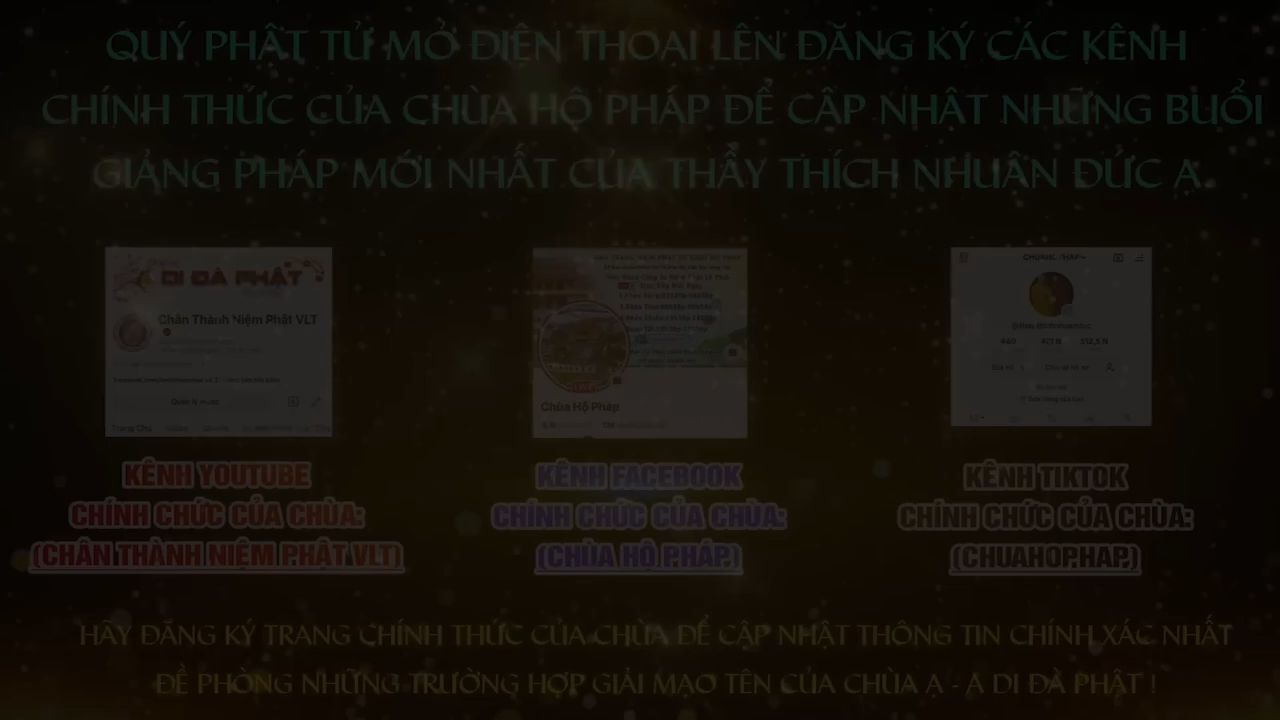 QUÝ PHẬT TỬ MỞ ĐIỆN THOẠI LÊN ĐĂNG KÝ CÁC KÊNH
CHÍNH THỨC CỦA CHÙA HỘ PHÁP ĐỂ CẬP NHẬT NHỮNG BUỔI
GIẢNG PHÁP MỚI NHẤT CỦA THẦY THÍCH NHUẬN ĐỨC Ạ
DI ĐÀ PHẬT
Chân Thành Niệm Phật VLT
Chùa Hộ Pháp
KÊNH YOUTUBE
CHÍNH CHỨC CỦA CHÙA:
(CHÂN THÀNH NIỆM PHẬT VLT)
KÊNH FACEBOOK
CHÍNH CHỨC CỦA CHÙA:
(CHÙA HỘ PHÁP)
KÊNH TIKTOK
CHÍNH CHỨC CỦA CHÙA:
(CHUAHOPHAP)
HÃY ĐĂNG KÝ TRANG CHÍNH THỨC CỦA CHÙA ĐỂ CẬP NHẬT THÔNG TIN CHÍNH XÁC NHẤT
ĐỀ PHÒNG NHỮNG TRƯỜNG HỢP GIẢI MẠO TÊN CỦA CHÙA Ạ - A DI ĐÀ PHẬT !